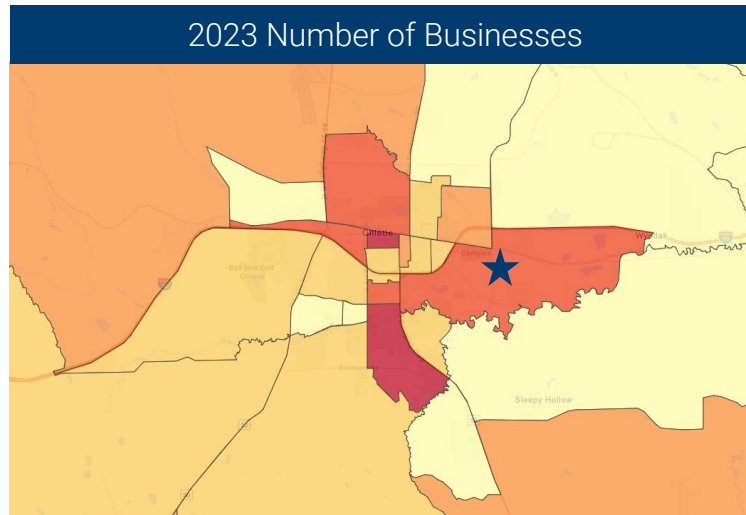 2023 Number of Businesses
Gillette
Wyodak
Bell Nob Golf
Course
Sleepy Hollow